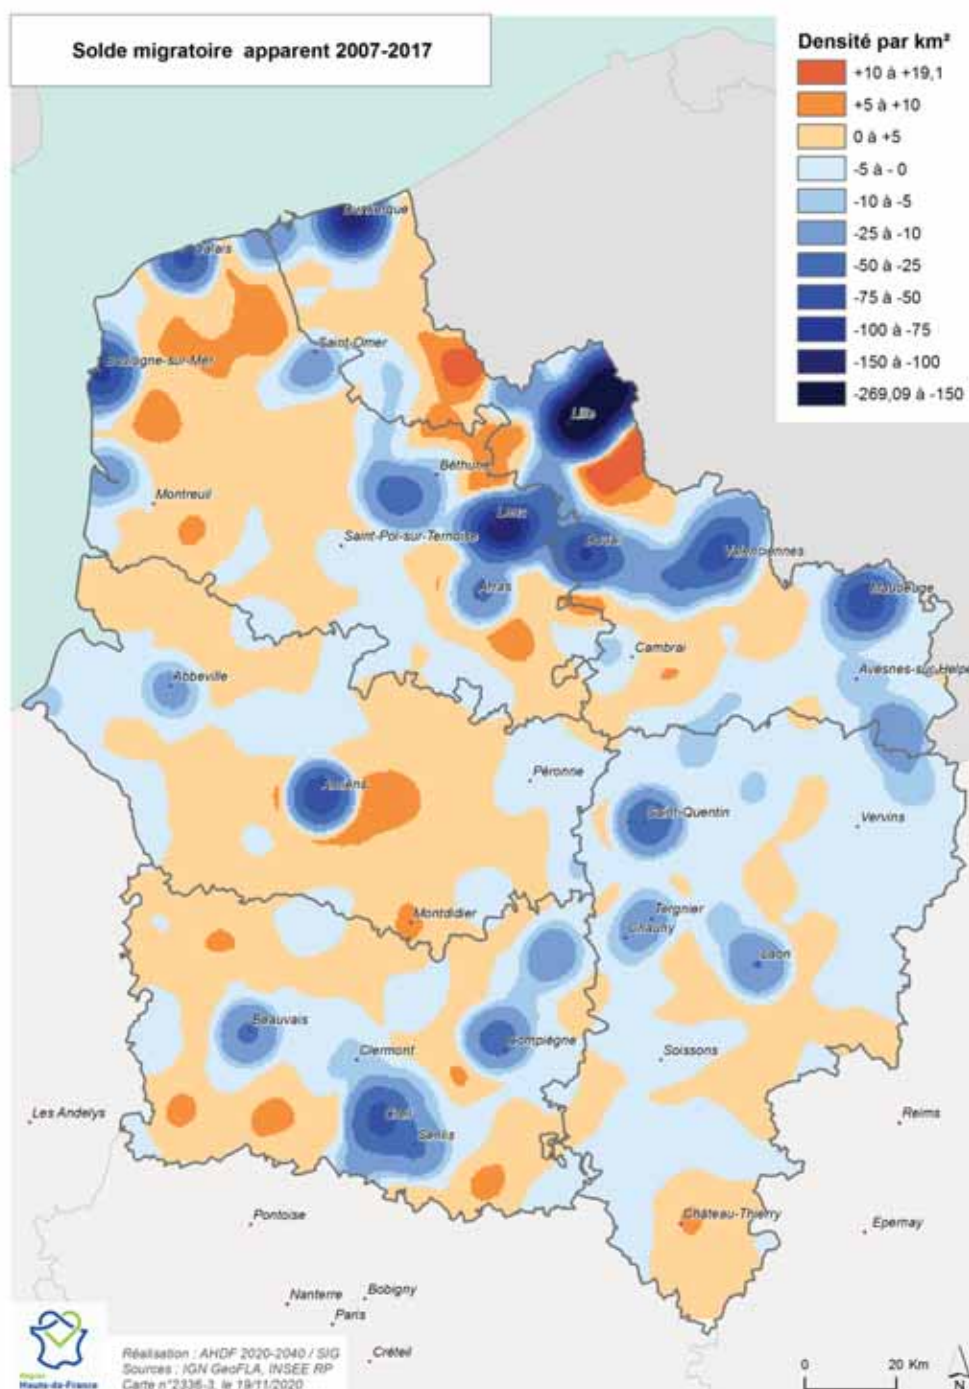 Solde migratoire apparent 2007-2017
Densité par km²
+10 à +19,1
+5 à +10
0 à +5
-5 à - 0
-10 à -5
-25 à -10
-50 à -25
-75 à -50
-100 à -75
-150 à -100
-269,09 à -150
Dunkerque
Calais
Saint-Omer
Boulogne-sur-Mer
Lille
Béthune
Montreuil
Lens
Saint-Pol-sur-Ternoise
Douai
Valenciennes
Arras
Maubeuge
Cambrai
Avesnes-sur-Helpe
Abbeville
Péronne
Amiens
Saint-Quentin
Vervins
Tergnier
Montdidier
Chauny
Laon
Beauvais
Compiègne
Clermont
Soissons
Les Andelys
Creil
Reims
Senlis
Pontoise
Château-Thierry
Epernay
Nanterre
Bobigny
Paris
Créteil
Région
Hauts-de-France
Réalisation : AHDF 2020-2040 / SIG
Sources : IGN GeoFLA, INSEE RP
Carte n°2336-3, le 19/11/2020
0 20 Km
N